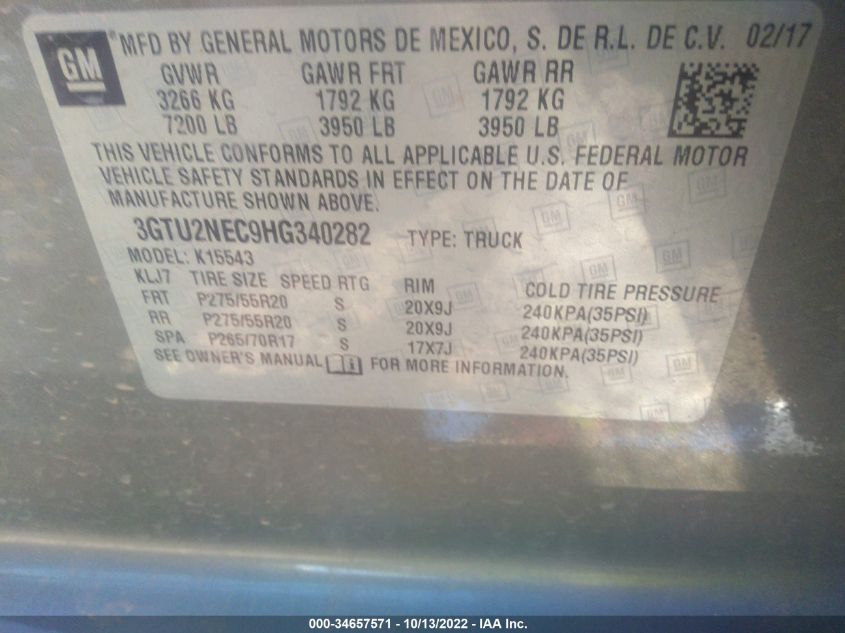 GM ® MFD BY GENERAL MOTORS DE MEXICO, S. DE R.L. DE C.V. 02/17
GVWR GAWR FRT GAWR RR
3266 KG 1792 KG 1792 KG
7200 LB 3950 LB 3950 LB
THIS VEHICLE CONFORMS TO ALL APPLICABLE U.S. FEDERAL MOTOR
VEHICLE SAFETY STANDARDS IN EFFECT ON THE DATE OF
MANUFACTURE SHOWN ABOVE.
3GTU2NEC9HG340282 TYPE: TRUCK
MODEL: K15543
KLJ7 TIRE SIZE SPEED RTG RIM COLD TIRE PRESSURE
FRT P275/55R20 S 20X9J 240KPA(35PSI)
RR P275/55R20 S 20X9J 240KPA(35PSI)
SPA P265/70R17 S 17X7J 240KPA(35PSI)
SEE OWNER'S MANUAL FOR MORE INFORMATION.
000-34657571 - 10/13/2022 - IAA Inc.